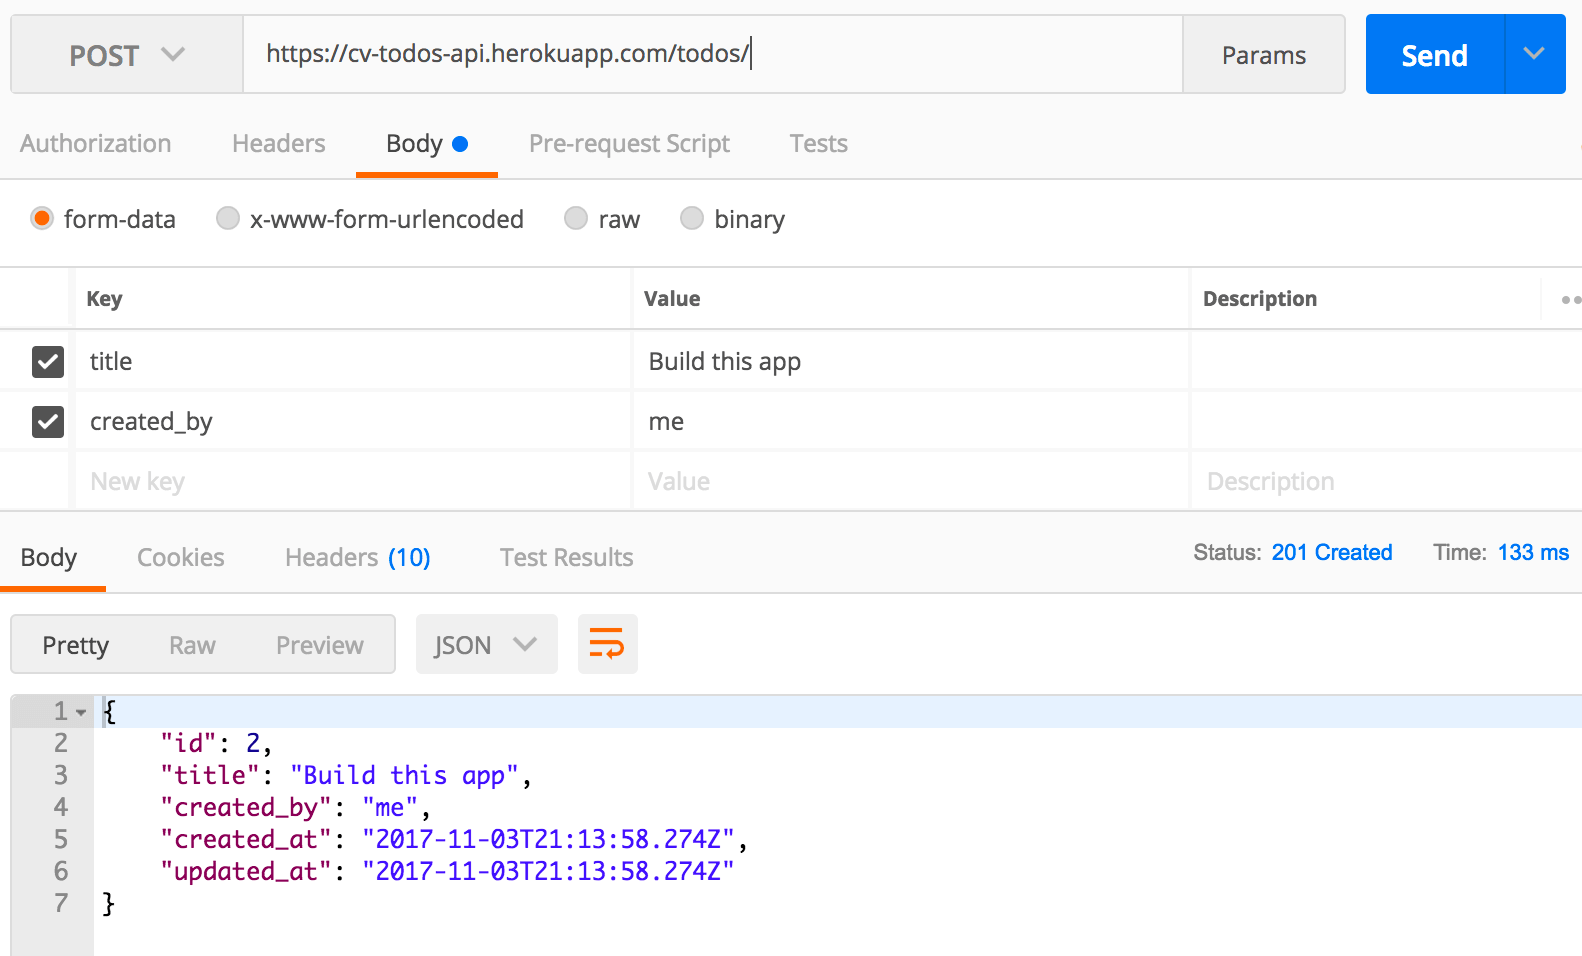 POST https://cv-todos-api.herokuapp.com/todos/ Params Send
Authorization Headers Body Pre-request Script Tests
form-data x-www-form-urlencoded raw binary
Key Value Description
title Build this app
created_by me
New key Value Description
Body Cookies Headers (10) Test Results Status: 201 Created Time: 133 ms
Pretty Raw Preview JSON
1 {
2 "id": 2,
3 "title": "Build this app",
4 "created_by": "me",
5 "created_at": "2017-11-03T21:13:58.274Z",
6 "updated_at": "2017-11-03T21:13:58.274Z"
7 }